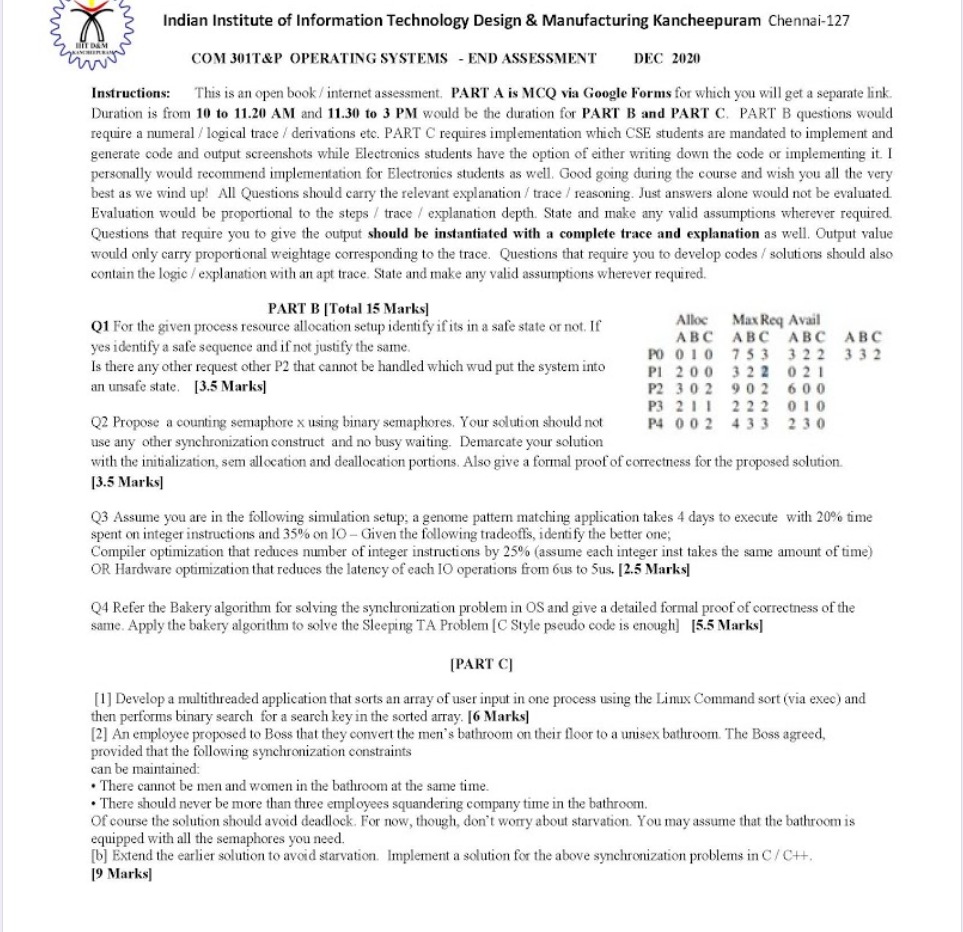 IIIT D&M
KANCHEEPURAM
Indian Institute of Information Technology Design & Manufacturing Kancheepuram Chennai-127
COM 301T&P OPERATING SYSTEMS - END ASSESSMENT DEC 2020
Instructions: This is an open book / internet assessment. PART A is MCQ via Google Forms for which you will get a separate link.
Duration is from 10 to 11.20 AM and 11.30 to 3 PM would be the duration for PART B and PART C. PART B questions would
require a numeral / logical trace / derivations etc. PART C requires implementation which CSE students are mandated to implement and
generate code and output screenshots while Electronics students have the option of either writing down the code or implementing it. I
personally would recommend implementation for Electronics students as well. Good going during the course and wish you all the very
best as we wind up! All Questions should carry the relevant explanation / trace / reasoning. Just answers alone would not be evaluated.
Evaluation would be proportional to the steps / trace / explanation depth. State and make any valid assumptions wherever required.
Questions that require you to give the output should be instantiated with a complete trace and explanation as well. Output value
would only carry proportional weightage corresponding to the trace. Questions that require you to develop codes / solutions should also
contain the logic / explanation with an apt trace. State and make any valid assumptions wherever required.
PART B [Total 15 Marks]
Q1 For the given process resource allocation setup identify if its in a safe state or not. If
yes identify a safe sequence and if not justify the same.
Is there any other request other P2 that cannot be handled which wud put the system into
an unsafe state. [3.5 Marks]
Alloc Max Req Avail
A B C A B C A B C A B C
P0 0 1 0 7 5 3 3 2 2 3 3 2
P1 2 0 0 3 2 2 0 2 1
P2 3 0 2 9 0 2 6 0 0
P3 2 1 1 2 2 2 0 1 0
P4 0 0 2 4 3 3 2 3 0
Q2 Propose a counting semaphore x using binary semaphores. Your solution should not
use any other synchronization construct and no busy waiting. Demarcate your solution
with the initialization, sem allocation and deallocation portions. Also give a formal proof of correctness for the proposed solution.
[3.5 Marks]
Q3 Assume you are in the following simulation setup; a genome pattern matching application takes 4 days to execute with 20% time
spent on integer instructions and 35% on IO – Given the following tradeoffs, identify the better one;
Compiler optimization that reduces number of integer instructions by 25% (assume each integer inst takes the same amount of time)
OR Hardware optimization that reduces the latency of each IO operations from 6us to 5us. [2.5 Marks]
Q4 Refer the Bakery algorithm for solving the synchronization problem in OS and give a detailed formal proof of correctness of the
same. Apply the bakery algorithm to solve the Sleeping TA Problem [C Style pseudo code is enough] [5.5 Marks]
[PART C]
[1] Develop a multithreaded application that sorts an array of user input in one process using the Linux Command sort (via exec) and
then performs binary search for a search key in the sorted array. [6 Marks]
[2] An employee proposed to Boss that they convert the men's bathroom on their floor to a unisex bathroom. The Boss agreed,
provided that the following synchronization constraints
can be maintained:
• There cannot be men and women in the bathroom at the same time.
• There should never be more than three employees squandering company time in the bathroom.
Of course the solution should avoid deadlock. For now, though, don't worry about starvation. You may assume that the bathroom is
equipped with all the semaphores you need.
[b] Extend the earlier solution to avoid starvation. Implement a solution for the above synchronization problems in C / C++.
[9 Marks]